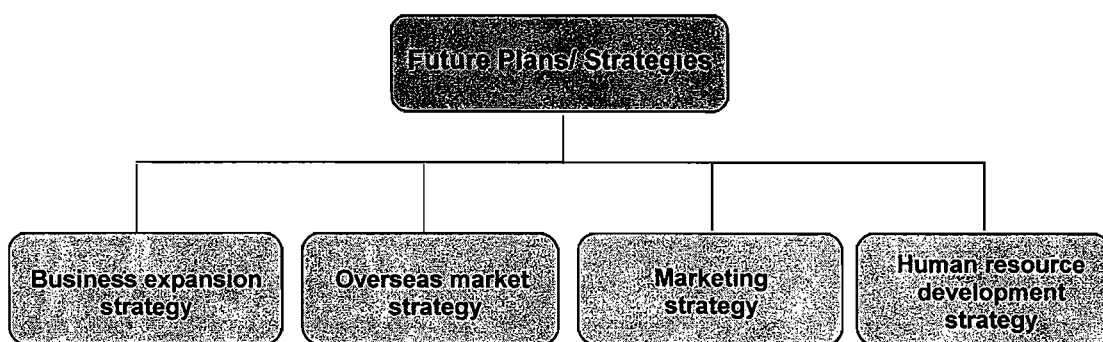 Future Plans/ Strategies
Business expansion
strategy
Overseas market
strategy
Marketing
strategy
Human resource
development
strategy